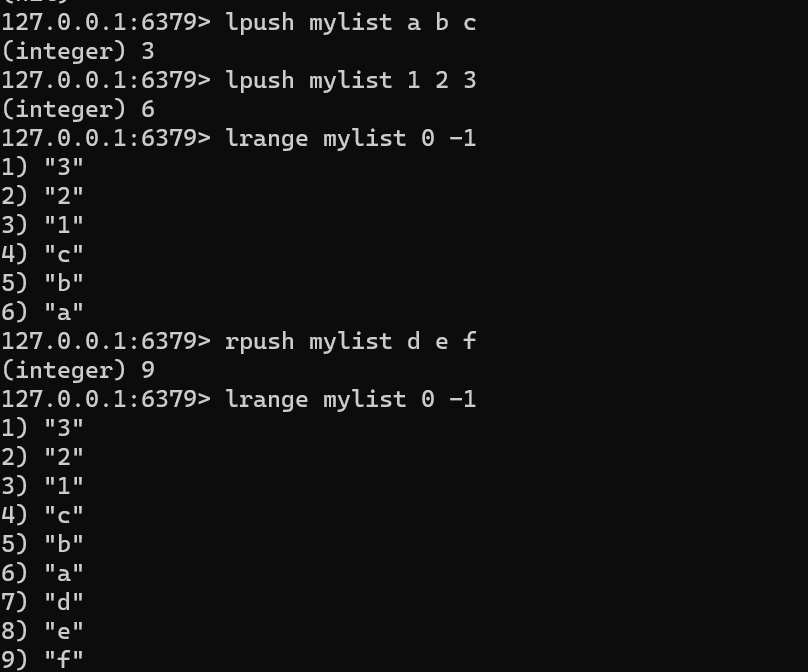 127.0.0.1:6379> lpush mylist a b c
(integer) 3
127.0.0.1:6379> lpush mylist 1 2 3
(integer) 6
127.0.0.1:6379> lrange mylist 0 -1
1) "3"
2) "2"
3) "1"
4) "c"
5) "b"
6) "a"
127.0.0.1:6379> rpush mylist d e f
(integer) 9
127.0.0.1:6379> lrange mylist 0 -1
1) "3"
2) "2"
3) "1"
4) "c"
5) "b"
6) "a"
7) "d"
8) "e"
9) "f"